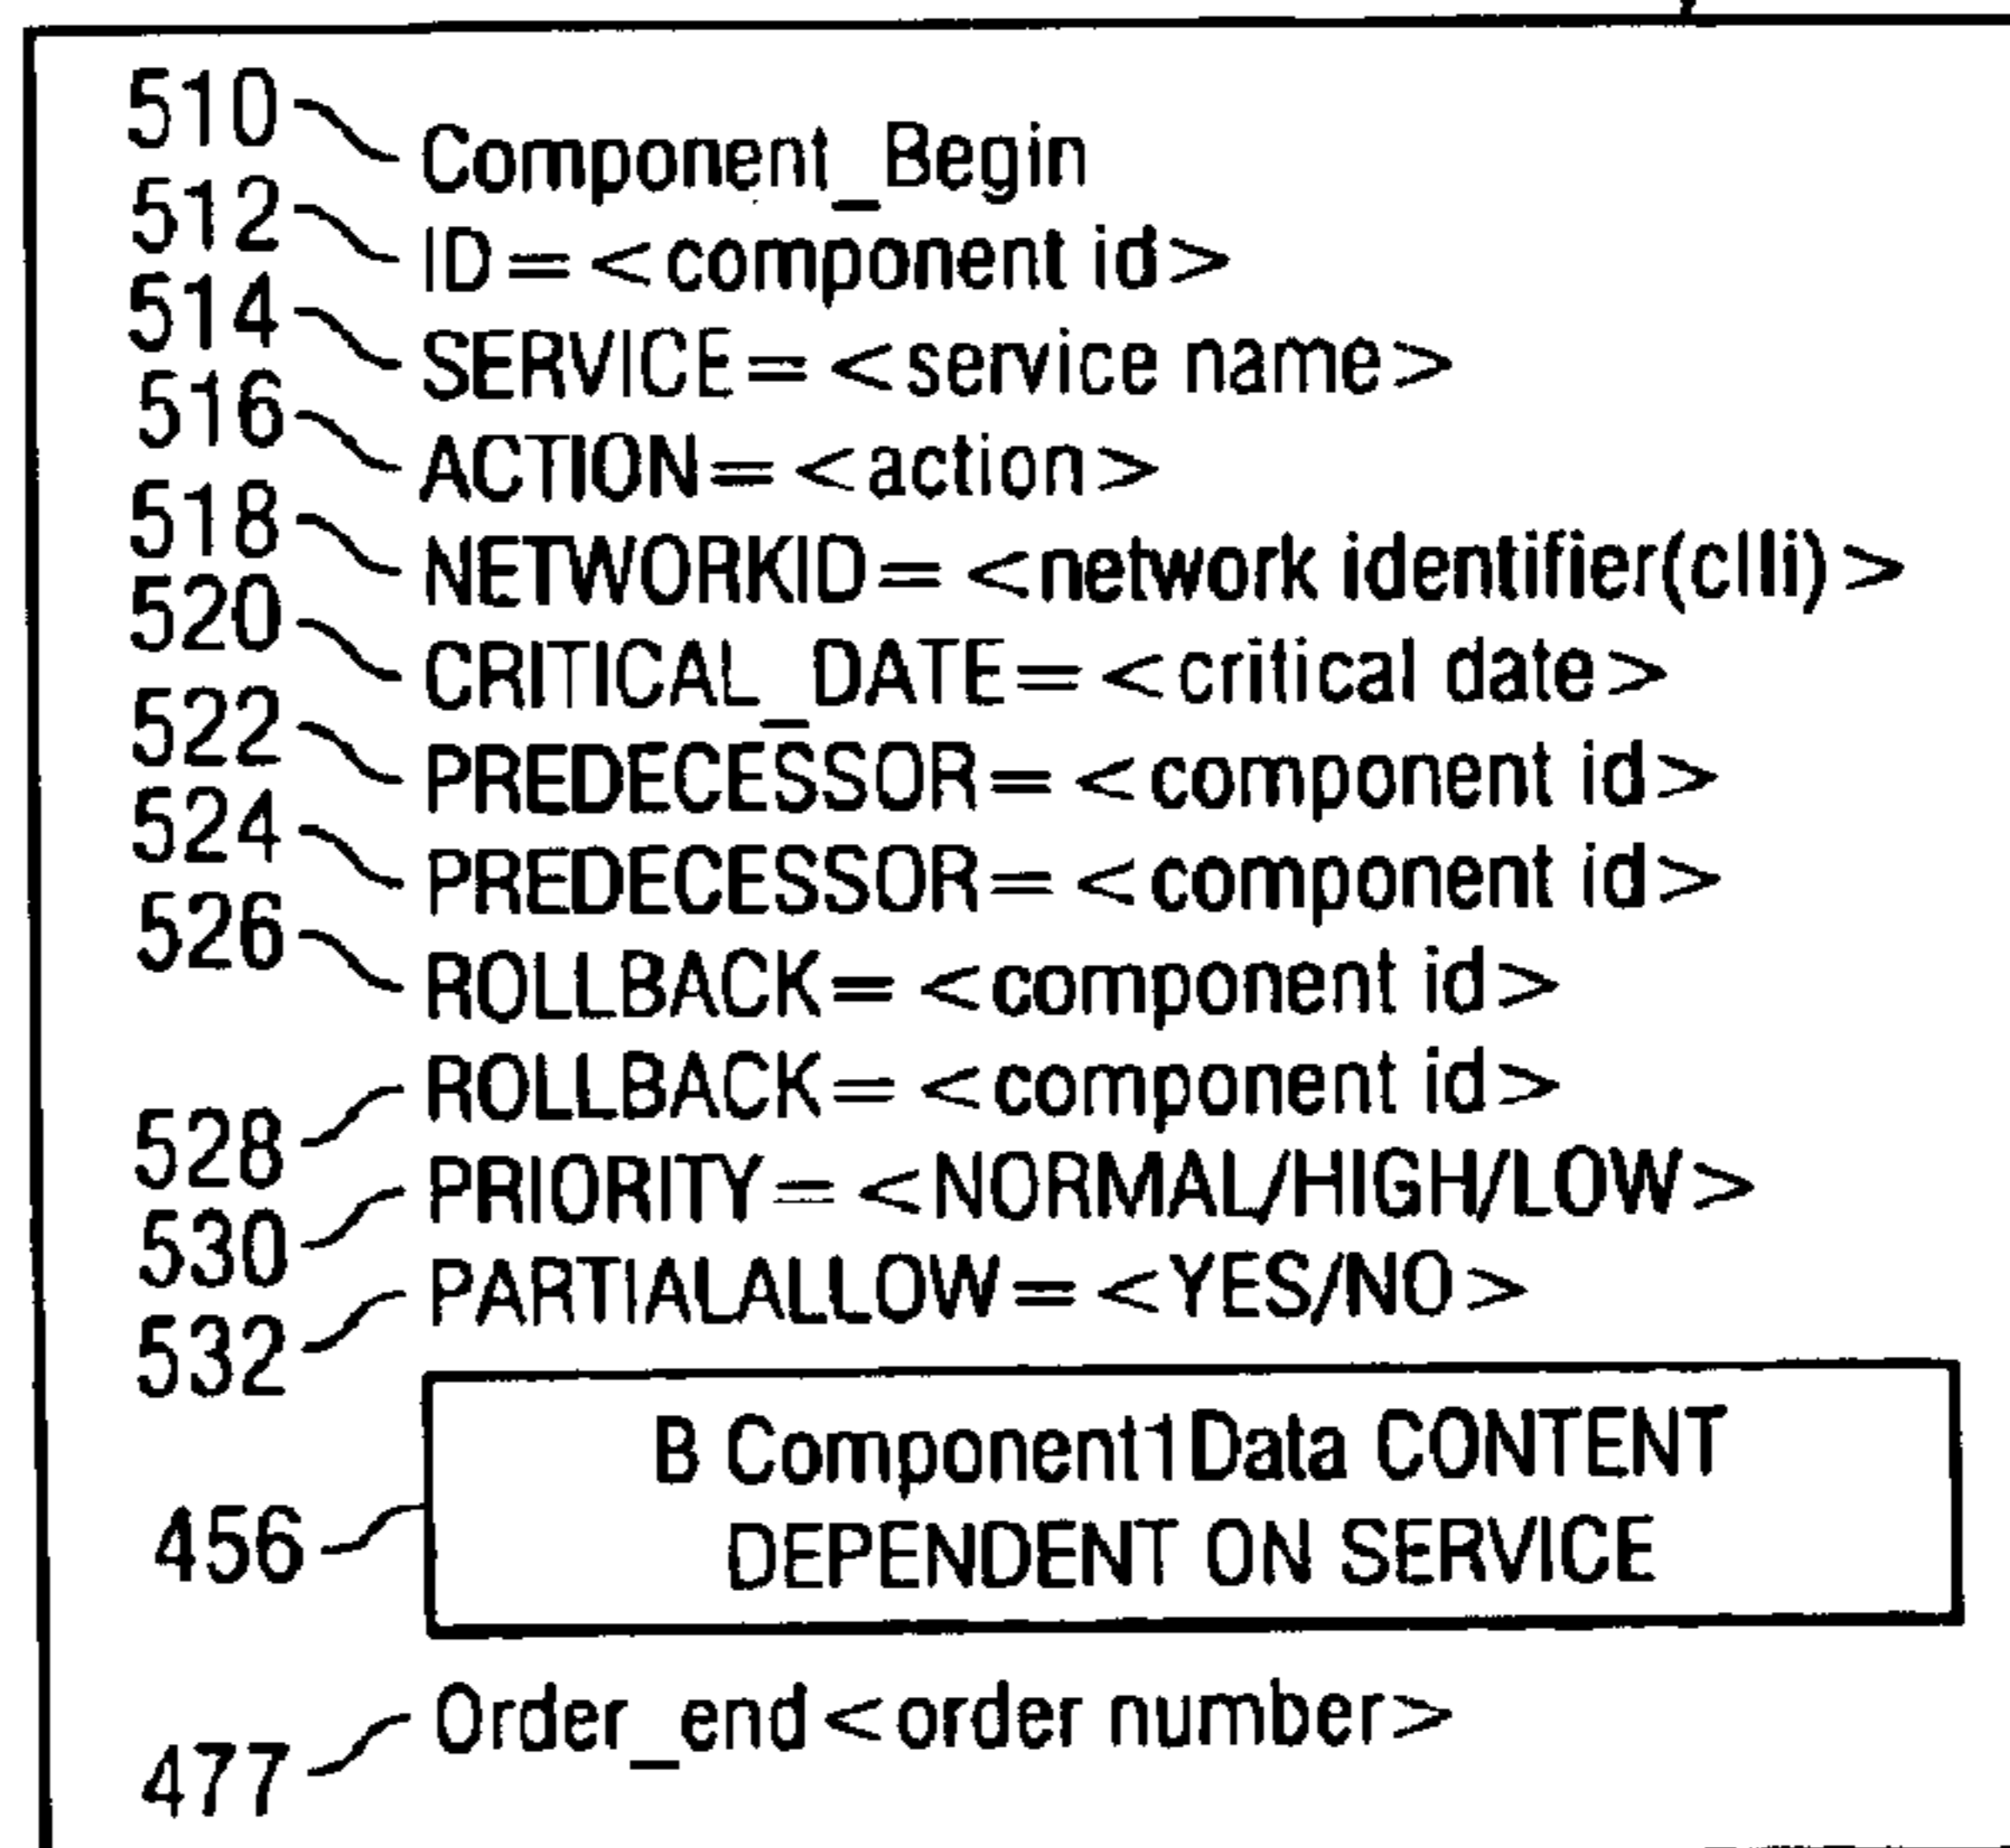 510 Component_Begin
512 ID=<component id>
514 SERVICE=<service name>
516 ACTION=<action>
518 NETWORKID=<network identifier(clli)>
520 CRITICAL_DATE=<critical date>
522 PREDECESSOR=<component id>
524 PREDECESSOR=<component id>
526 ROLLBACK=<component id>
528 ROLLBACK=<component id>
530 PRIORITY=<NORMAL/HIGH/LOW>
532 PARTIALALLOW=<YES/NO>
B Component1Data CONTENT
456 DEPENDENT ON SERVICE
477 Order_end<order number>